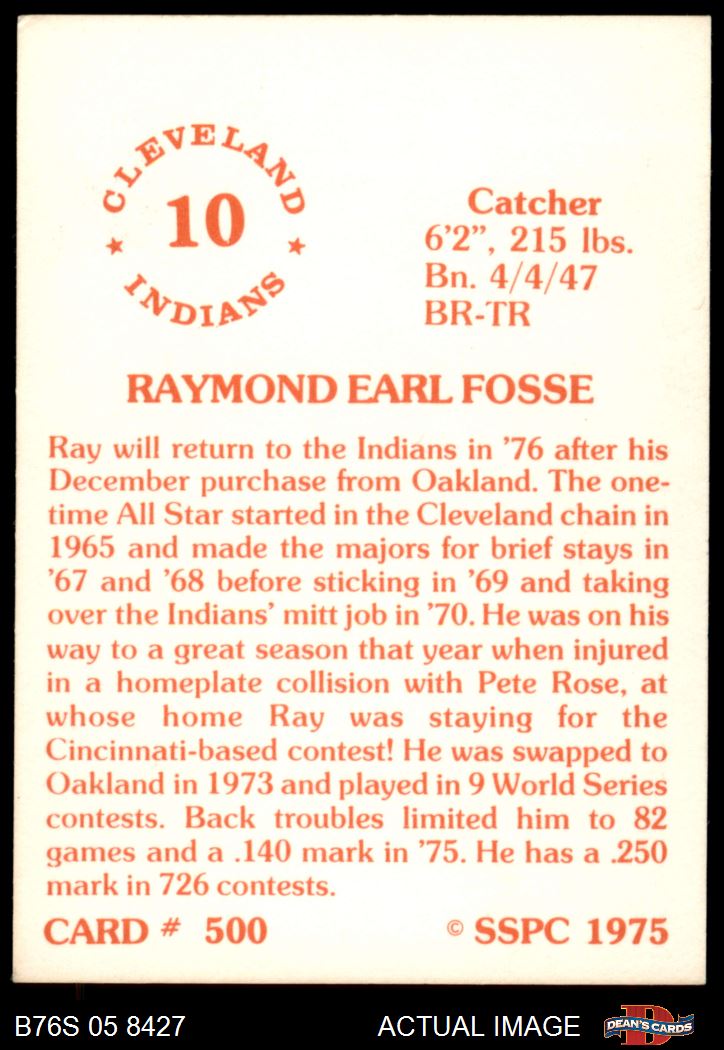 CLEVELAND
10
INDIANS
Catcher
6'2", 215 lbs.
Bn. 4/4/47
BR-TR
RAYMOND EARL FOSSE
Ray will return to the Indians in '76 after his
December purchase from Oakland. The one-
time All Star started in the Cleveland chain in
1965 and made the majors for brief stays in
'67 and '68 before sticking in '69 and taking
over the Indians' mitt job in '70. He was on his
way to a great season that year when injured
in a homeplate collision with Pete Rose, at
whose home Ray was staying for the
Cincinnati-based contest! He was swapped to
Oakland in 1973 and played in 9 World Series
contests. Back troubles limited him to 82
games and a .140 mark in '75. He has a .250
mark in 726 contests.
CARD # 500 © SSPC 1975
B76S 05 8427 ACTUAL IMAGE D DEAN'S CARDS